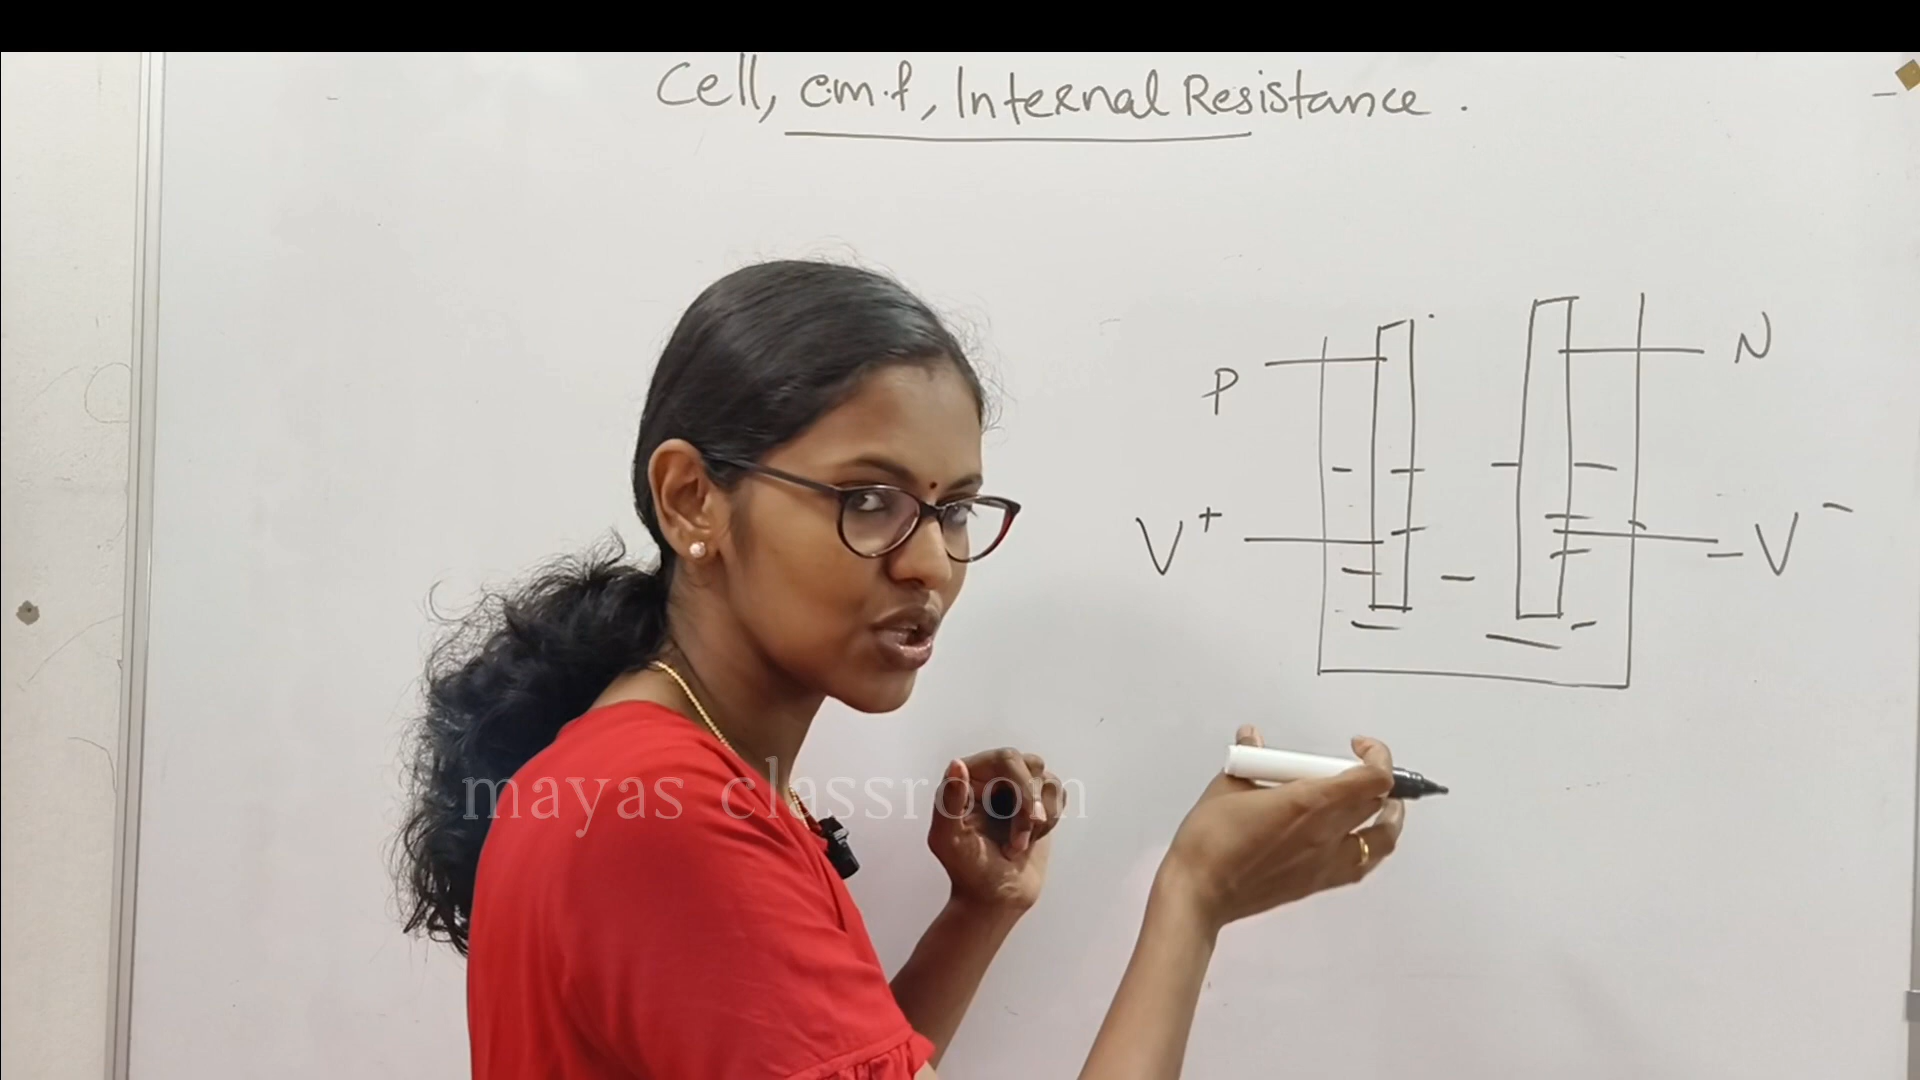 Cell, e.m.f, Internal Resistance.
P
N
V+
-V-
mayas classroom